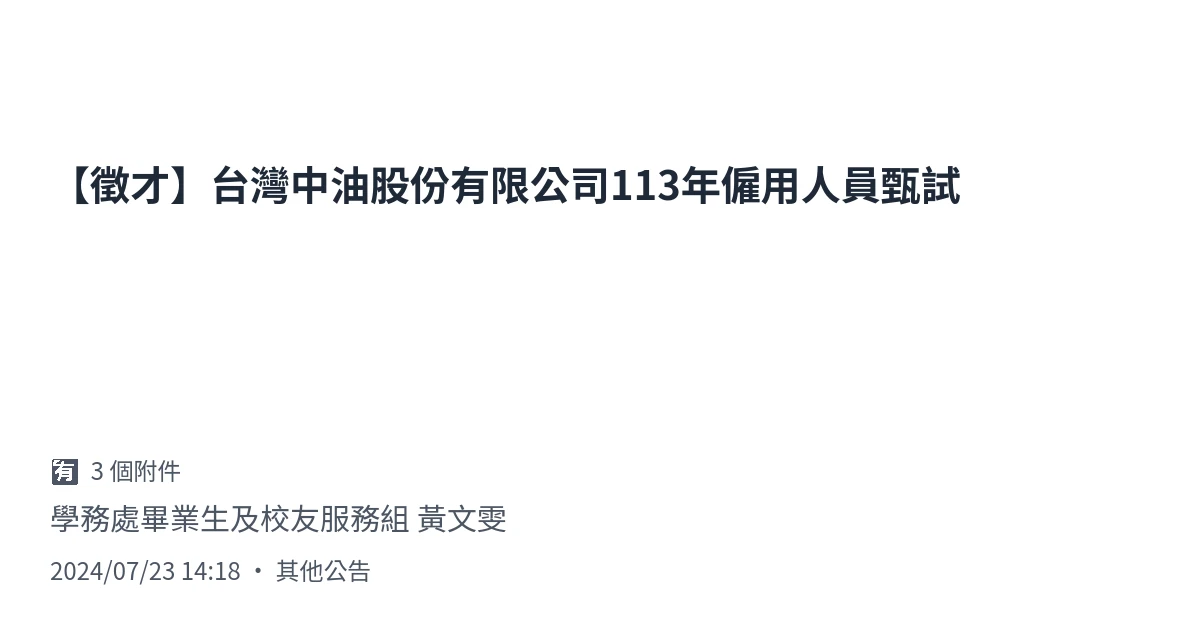 【徵才】台灣中油股份有限公司113年僱用人員甄試
有 3 個附件
學務處畢業生及校友服務組 黃文雯
2024/07/23 14:18 • 其他公告